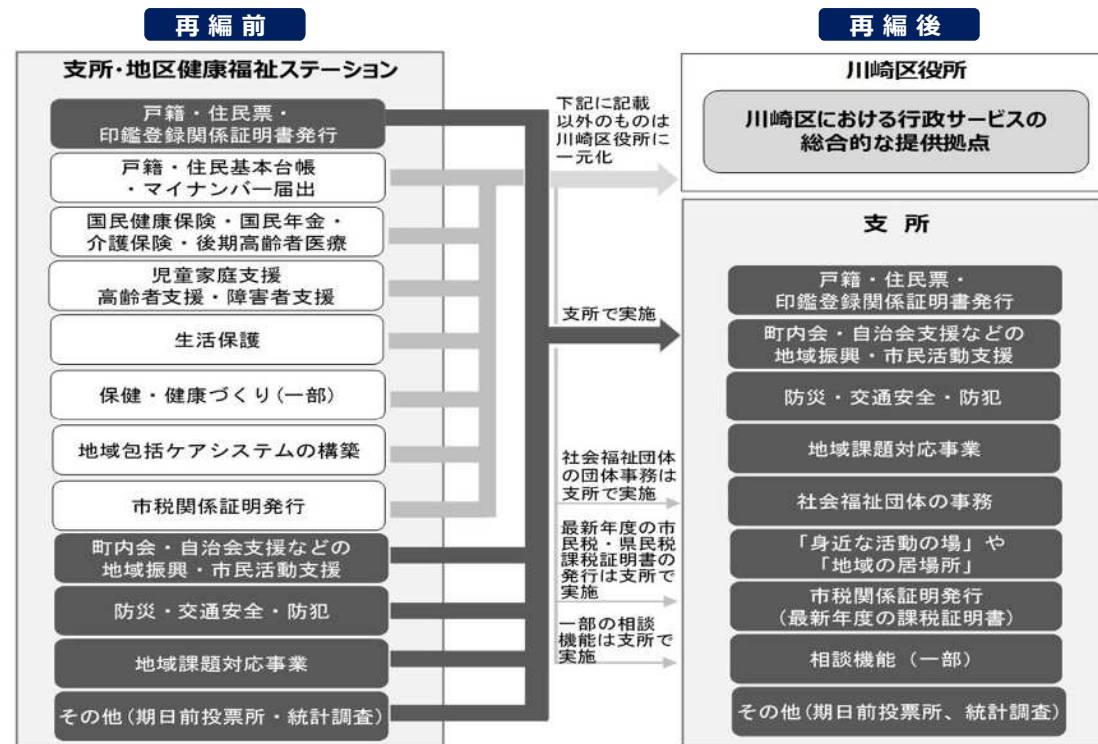 再編前
支所・地区健康福祉ステーション
戸籍・住民票・
印鑑登録関係証明書発行
戸籍・住民基本台帳
・マイナンバー届出
国民健康保険・国民年金・
介護保険・後期高齢者医療
児童家庭支援
高齢者支援・障害者支援
生活保護
保健・健康づくり(一部)
地域包括ケアシステムの構築
市税関係証明発行
町内会・自治会支援などの
地域振興・市民活動支援
防災・交通安全・防犯
地域課題対応事業
その他(期日前投票所・統計調査)
下記に記載
以外のものは
川崎区役所に
一元化
支所で実施
社会福祉団体
の団体事務は
支所で実施
最新年度の市
民税・県民税
課税証明書の
発行は支所で
実施
一部の相談
機能は支所で
実施
再編後
川崎区役所
川崎区における行政サービスの
総合的な提供拠点
支所
戸籍・住民票・
印鑑登録関係証明書発行
町内会・自治会支援などの
地域振興・市民活動支援
防災・交通安全・防犯
地域課題対応事業
社会福祉団体の事務
「身近な活動の場」や
「地域の居場所」
市税関係証明発行
(最新年度の課税証明書)
相談機能（一部）
その他(期日前投票所、統計調査)